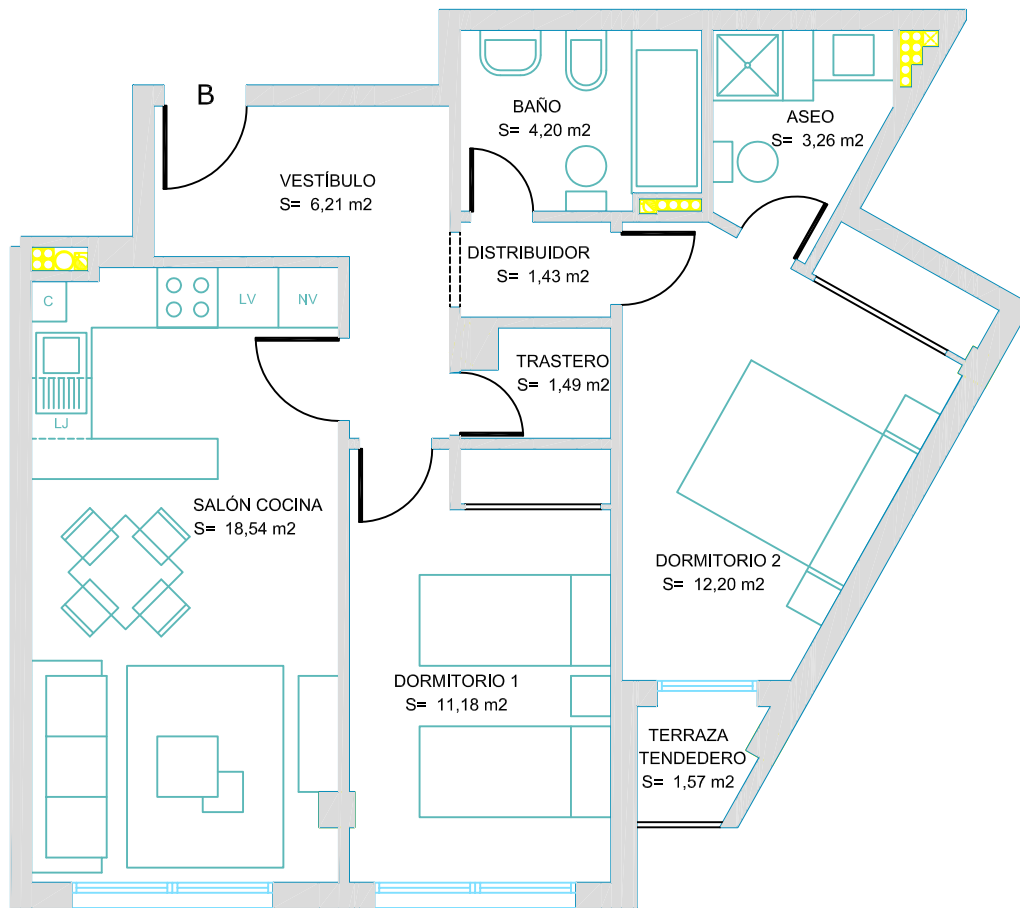 B
BAÑO
S= 4,20 m2
ASEO
S= 3,26 m2
VESTÍBULO
S= 6,21 m2
DISTRIBUIDOR
S= 1,43 m2
C
LV
NV
TRASTERO
S= 1,49 m2
LJ
SALÓN COCINA
S= 18,54 m2
DORMITORIO 2
S= 12,20 m2
DORMITORIO 1
S= 11,18 m2
TERRAZA
TENDEDERO
S= 1,57 m2